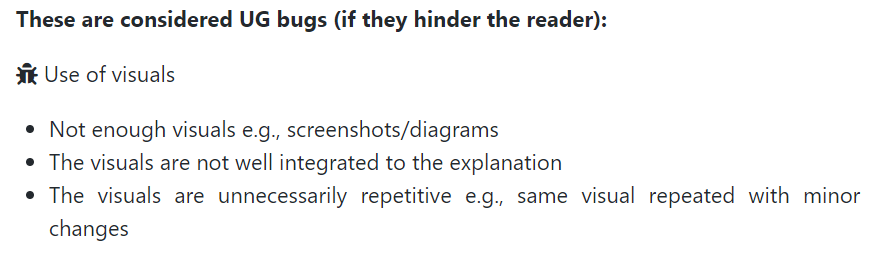 These are considered UG bugs (if they hinder the reader):
Use of visuals
• Not enough visuals e.g., screenshots/diagrams
• The visuals are not well integrated to the explanation
• The visuals are unnecessarily repetitive e.g., same visual repeated with minor
changes